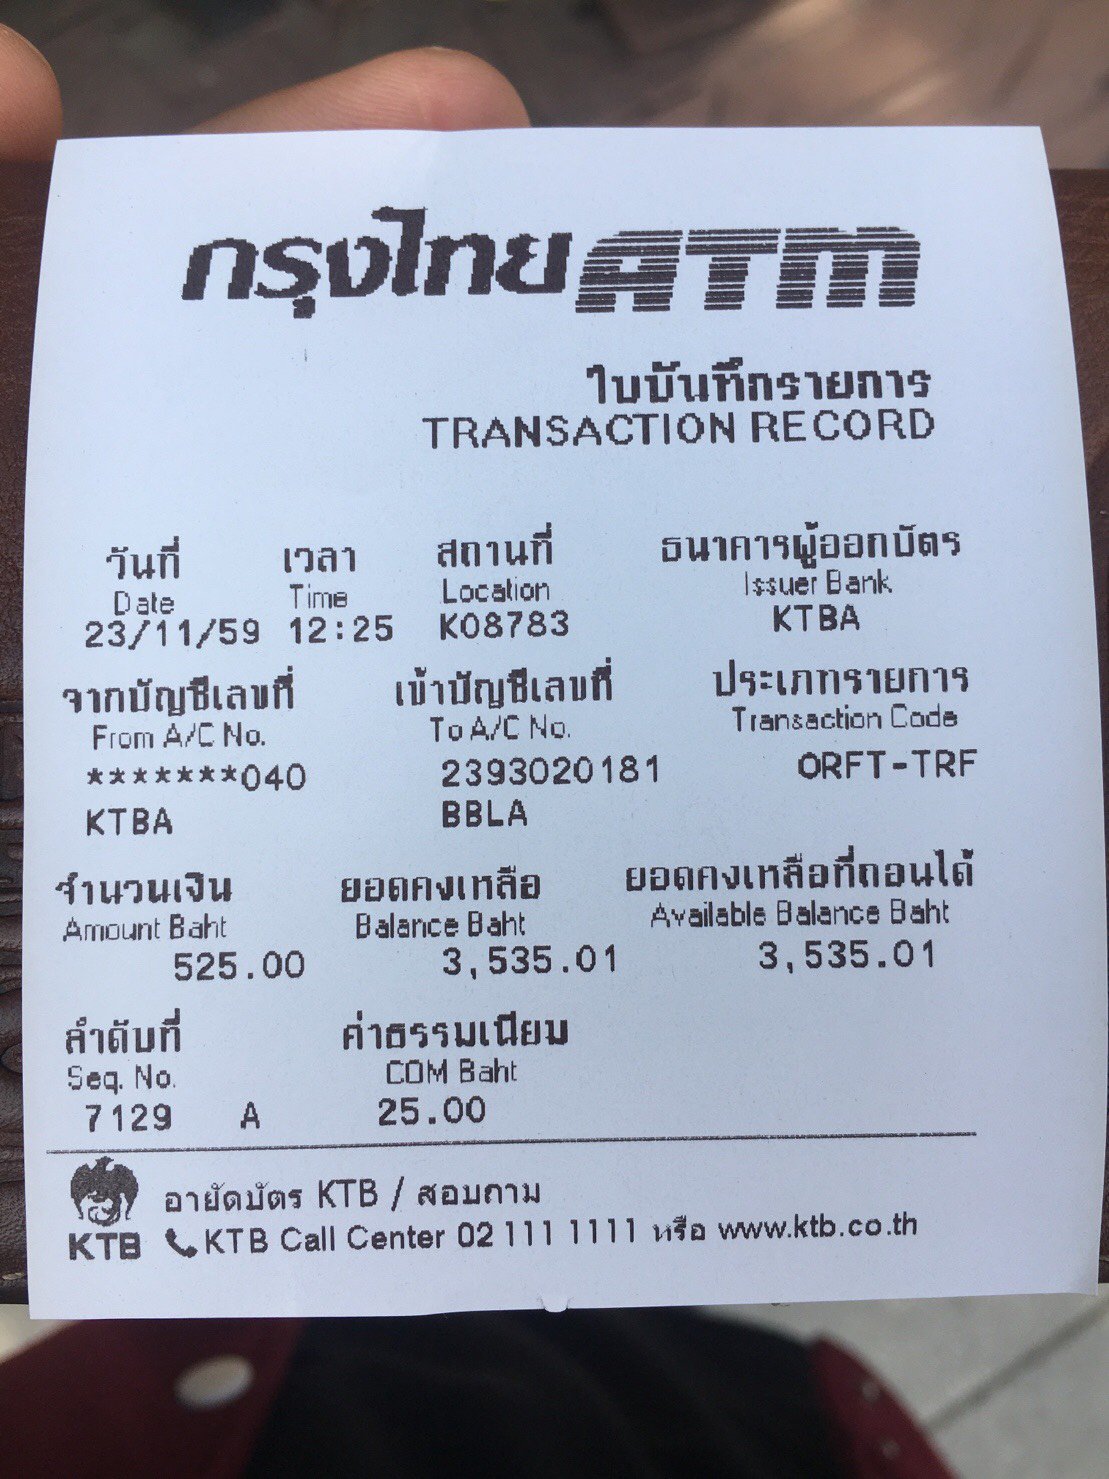 กรุงไทย ATM
ใบบันทึกรายการ
TRANSACTION RECORD
วันที่ เวลา สถานที่ ธนาคารผู้ออกบัตร
Date Time Location Issuer Bank
23/11/59 12:25 K08783 KTBA
จากบัญชีเลขที่ เข้าบัญชีเลขที่ ประเภทรายการ
From A/C No. To A/C No. Transaction Code
*******040 2393020181 ORFT-TRF
KTBA BBLA
จำนวนเงิน ยอดคงเหลือ ยอดคงเหลือที่ถอนได้
Amount Baht Balance Baht Available Balance Baht
525.00 3,535.01 3,535.01
ลำดับที่ ค่าธรรมเนียม
Seq. No. COM Baht
7129 A 25.00
อายัดบัตร KTB / สอบถาม
KTB KTB Call Center 02 111 1111 หรือ www.ktb.co.th